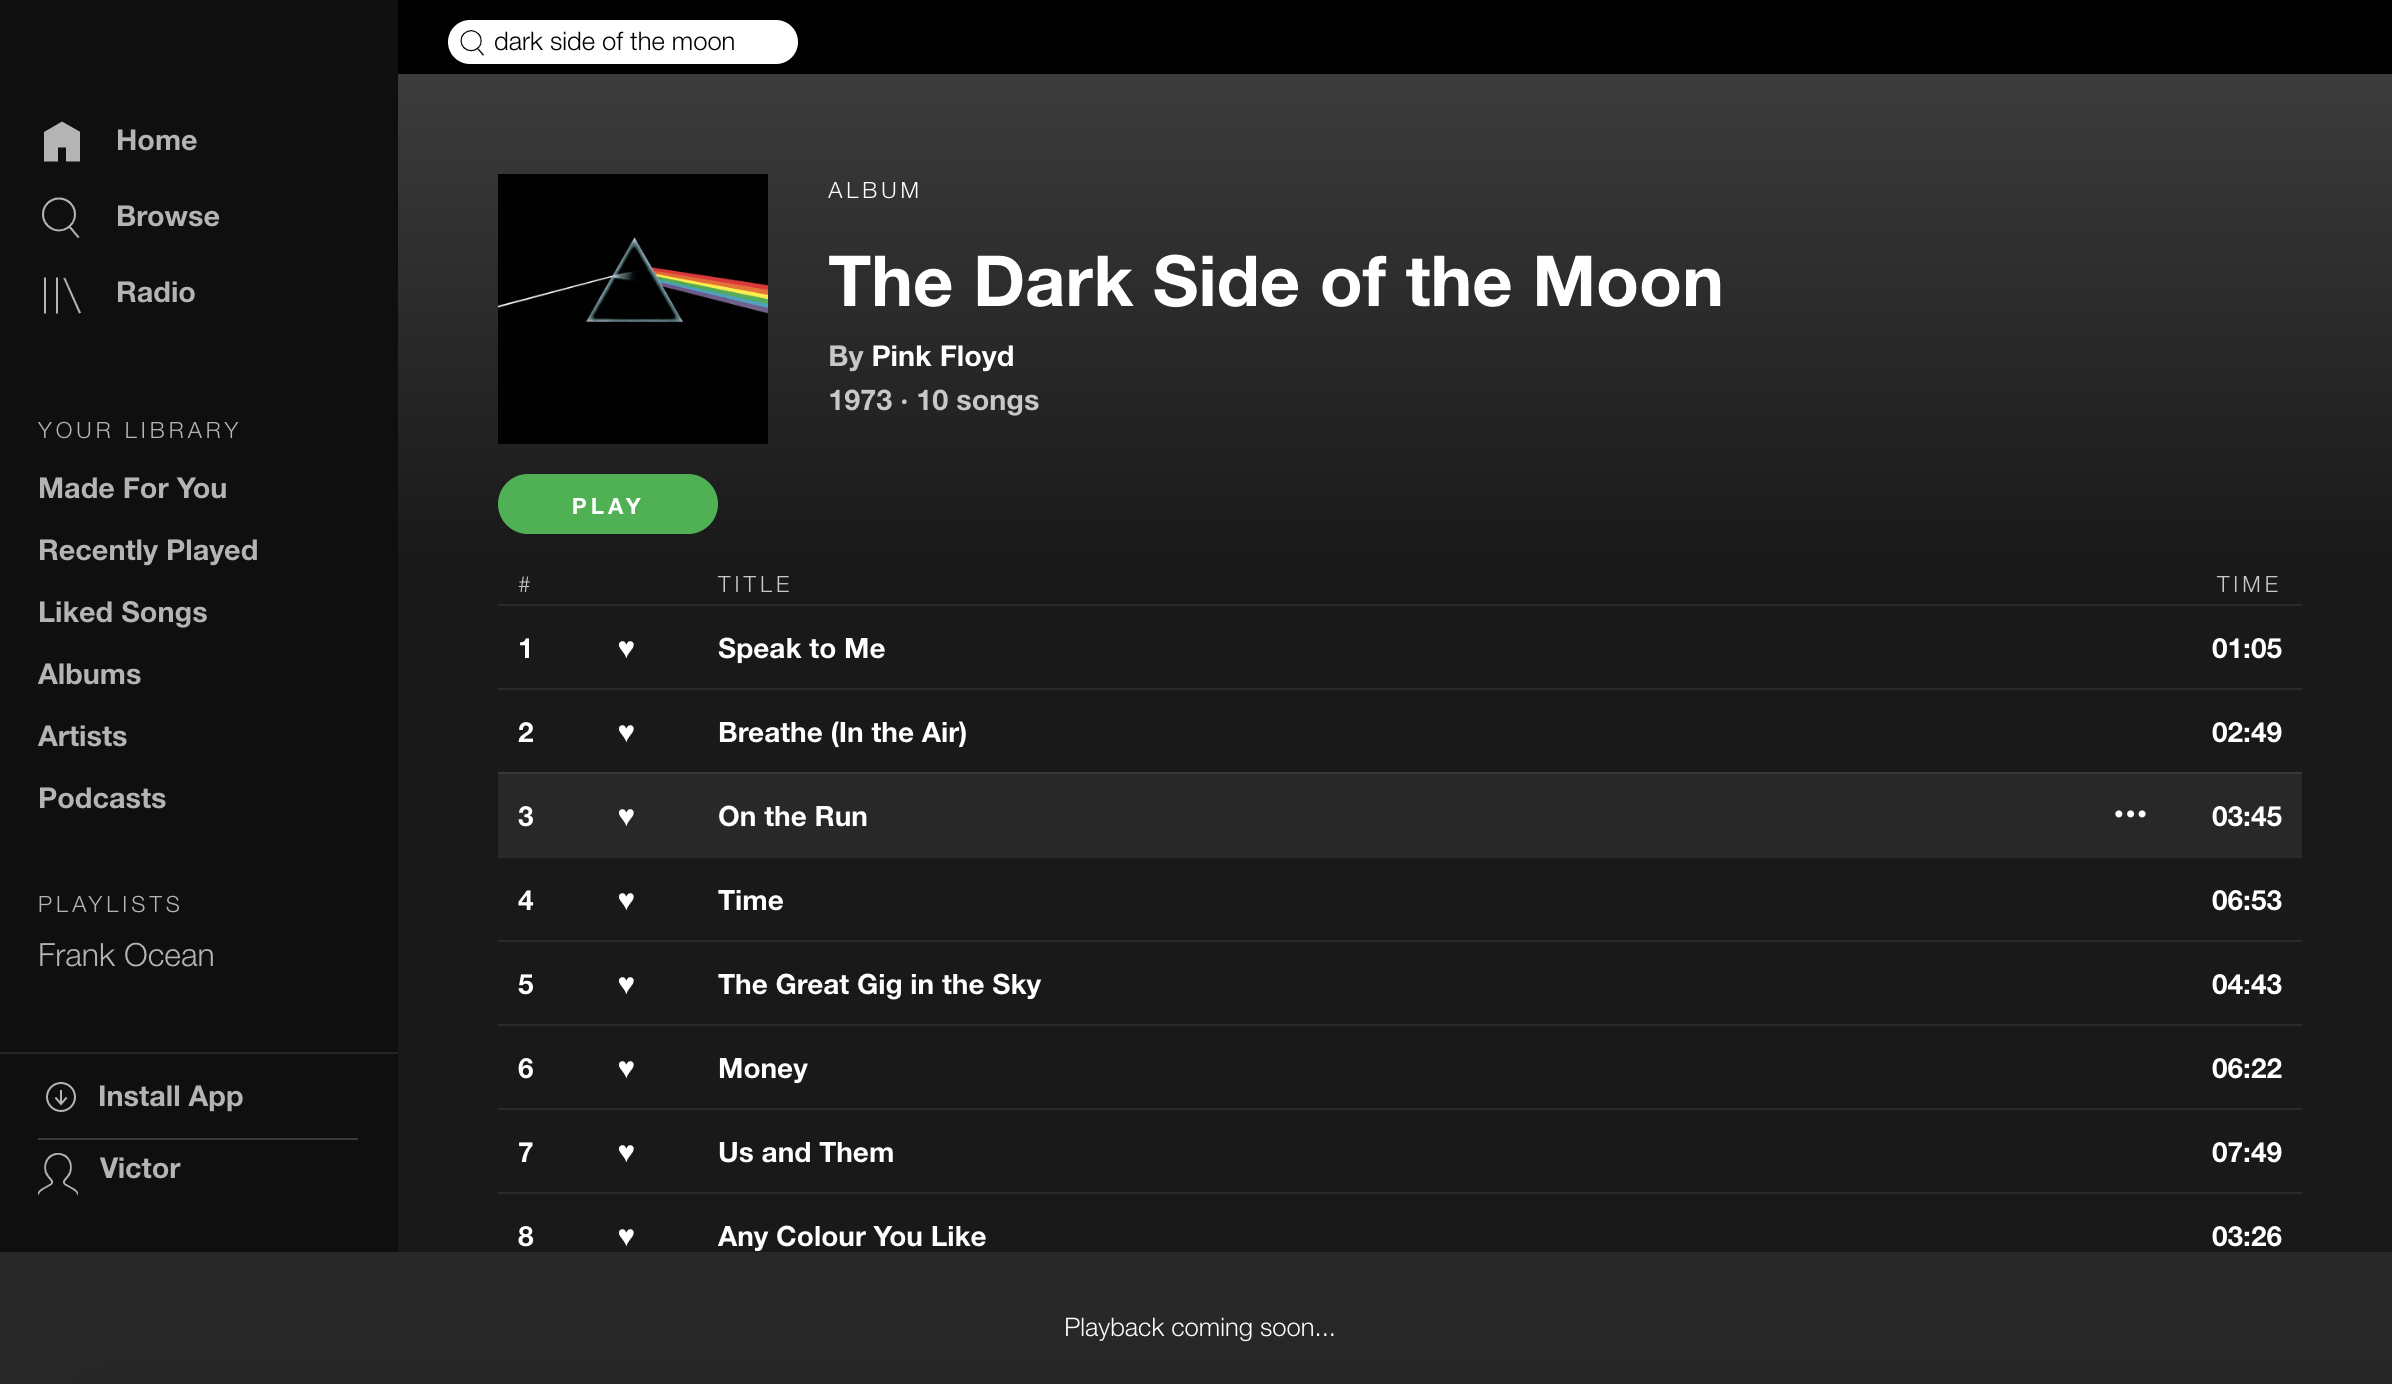 dark side of the moon
Home
Browse
Radio
YOUR LIBRARY
Made For You
Recently Played
Liked Songs
Albums
Artists
Podcasts
PLAYLISTS
Frank Ocean
Install App
Victor
ALBUM
The Dark Side of the Moon
By Pink Floyd
1973 · 10 songs
PLAY
# TITLE TIME
1 ♥ Speak to Me 01:05
2 ♥ Breathe (In the Air) 02:49
3 ♥ On the Run ••• 03:45
4 ♥ Time 06:53
5 ♥ The Great Gig in the Sky 04:43
6 ♥ Money 06:22
7 ♥ Us and Them 07:49
8 ♥ Any Colour You Like 03:26
Playback coming soon...